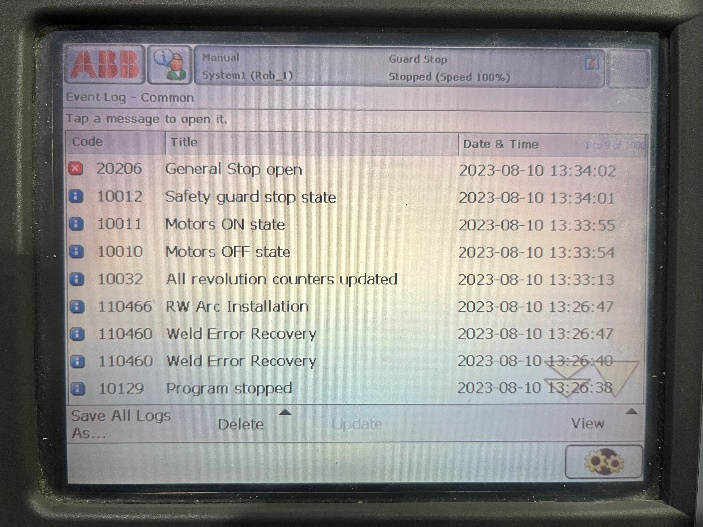 ABB
Manual
System1 (Rob_1)
Guard Stop
Stopped (Speed 100%)
Event Log - Common
Tap a message to open it.
Code Title Date & Time
20206 General Stop open 2023-08-10 13:34:02
10012 Safety guard stop state 2023-08-10 13:34:01
10011 Motors ON state 2023-08-10 13:33:55
10010 Motors OFF state 2023-08-10 13:33:54
10032 All revolution counters updated 2023-08-10 13:33:13
110466 RW Arc Installation 2023-08-10 13:26:47
110460 Weld Error Recovery 2023-08-10 13:26:47
110460 Weld Error Recovery 2023-08-10 13:26:40
10129 Program stopped 2023-08-10 13:26:38
Save All Logs
As...
Delete
Update
View